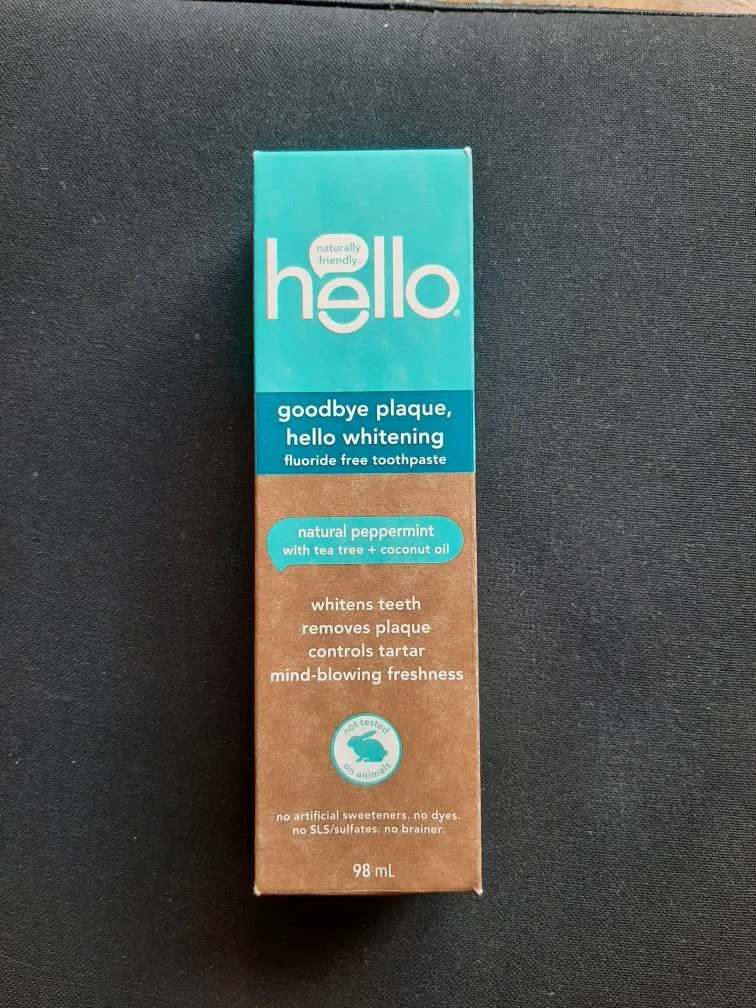 naturally
friendly™
hello®
goodbye plaque,
hello whitening
fluoride free toothpaste
natural peppermint
with tea tree + coconut oil
whitens teeth
removes plaque
controls tartar
mind-blowing freshness
not tested
on animals
no artificial sweeteners. no dyes.
no SLS/sulfates. no brainer.
98 mL